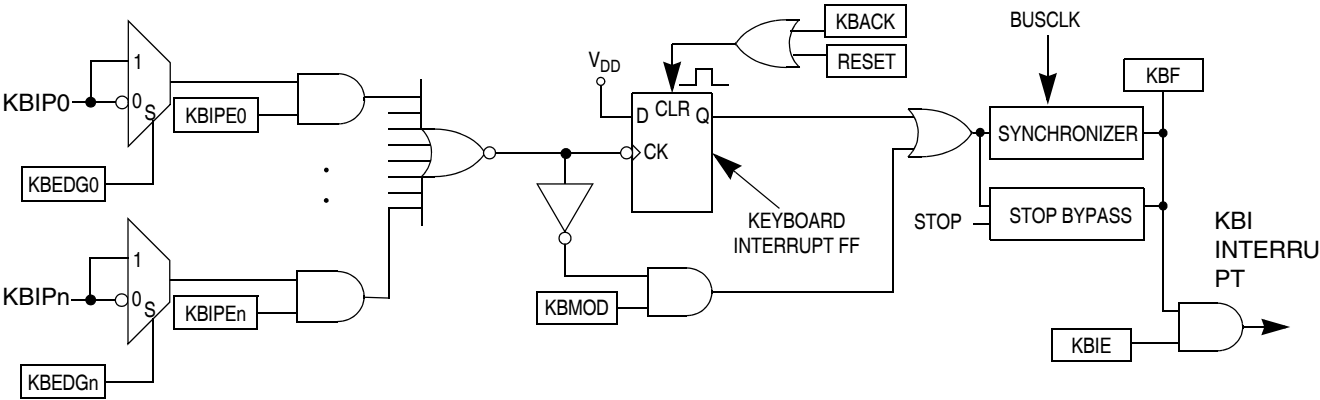 KBACK
BUSCLK
RESET
KBF
VDD
1
KBIP0
0
S
KBIPE0
D CLR Q
SYNCHRONIZER
CK
KBEDG0
STOP BYPASS
STOP
KEYBOARD
INTERRUPT FF
KBI
INTERRU
PT
1
KBIPn
0
S
KBIPEn
KBMOD
KBIE
KBEDGn